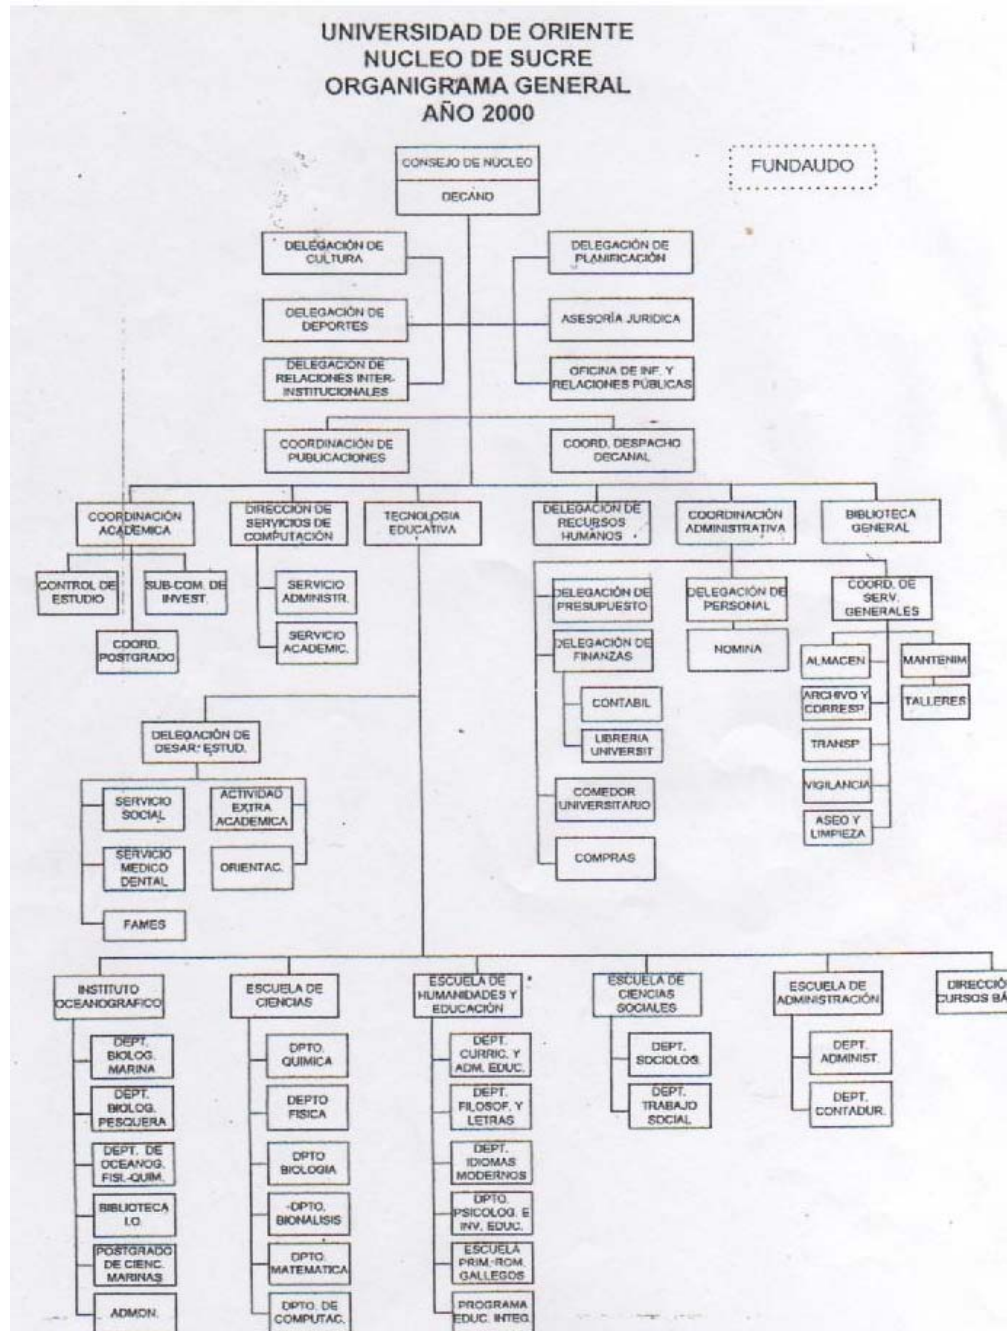 UNIVERSIDAD DE ORIENTE
NUCLEO DE SUCRE
ORGANIGRAMA GENERAL
AÑO 2000
CONSEJO DE NUCLEO
DECANO
FUNDAUDO
DELEGACIÓN DE
CULTURA
DELEGACIÓN DE
PLANIFICACIÓN
DELEGACIÓN DE
DEPORTES
ASESORÍA JURIDICA
DELEGACIÓN DE
RELACIONES INTER-
INSTITUCIONALES
OFICINA DE INF. Y
RELACIONES PÚBLICAS
COORDINACIÓN DE
PUBLICACIONES
COORD. DESPACHO
DECANAL
COORDINACIÓN
ACADEMICA
DIRECCION DE
SERVICIOS DE
COMPUTACIÓN
TECNOLOGIA
EDUCATIVA
DELEGACION DE
RECURSOS
HUMANOS
COORDINACIÓN
ADMINISTRATIVA
BIBLIOTECA
GENERAL
CONTROL DE
ESTUDIO
SUB-COM. DE
INVEST.
COORD.
POSTGRADO
SERVICIO
ADMINISTR.
SERVICIO
ACADEMIC.
DELEGACIÓN DE
PRESUPUESTO
DELEGACIÓN DE
FINANZAS
CONTABIL
LIBRERIA
UNIVERSIT
COMEDOR
UNIVERSITARIO
COMPRAS
DELEGACIÓN DE
PERSONAL
NOMINA
COORD. DE
SERV.
GENERALES
ALMACEN
MANTENIM
ARCHIVO Y
CORRESP.
TALLERES
TRANSP.
VIGILANCIA
ASEO Y
LIMPIEZA
DELEGACIÓN DE
DESAR. ESTUD.
SERVICIO
SOCIAL
ACTIVIDAD
EXTRA
ACADEMICA
SERVICIO
MEDICO
DENTAL
ORIENTAC.
FAMES
INSTITUTO
OCEANOGRAFICO
DEPT.
BIOLOG.
MARINA
DEPT.
BIOLOG.
PESQUERA
DEPT. DE
OCEANOG.
FISI.-QUIM.
BIBLIOTECA
I.O.
POSTGRADO
DE CIENC.
MARINAS
ADMON.
ESCUELA DE
CIENCIAS
DPTO.
QUIMICA
DEPTO
FISICA
DPTO
BIOLOGIA
-DPTO.
BIONALISIS
DPTO.
MATEMATICA
DPTO. DE
COMPUTAC.
ESCUELA DE
HUMANIDADES Y
EDUCACIÓN
DEPT.
CURRIC. Y
ADM. EDUC.
DEPT.
FILOSOF. Y
LETRAS
DEPT.
IDIOMAS
MODERNOS
DPTO.
PSICOLOG. E
INV. EDUC.
ESCUELA
PRIM.-ROM.
GALLEGOS
PROGRAMA
EDUC. INTEG.
ESCUELA DE
CIENCIAS
SOCIALES
DEPT.
SOCIOLOG.
DEPT.
TRABAJO
SOCIAL
ESCUELA DE
ADMINISTRACIÓN
DEPT.
ADMINIST.
DEPT.
CONTADUR.
DIRECCIÓ
CURSOS BÁ